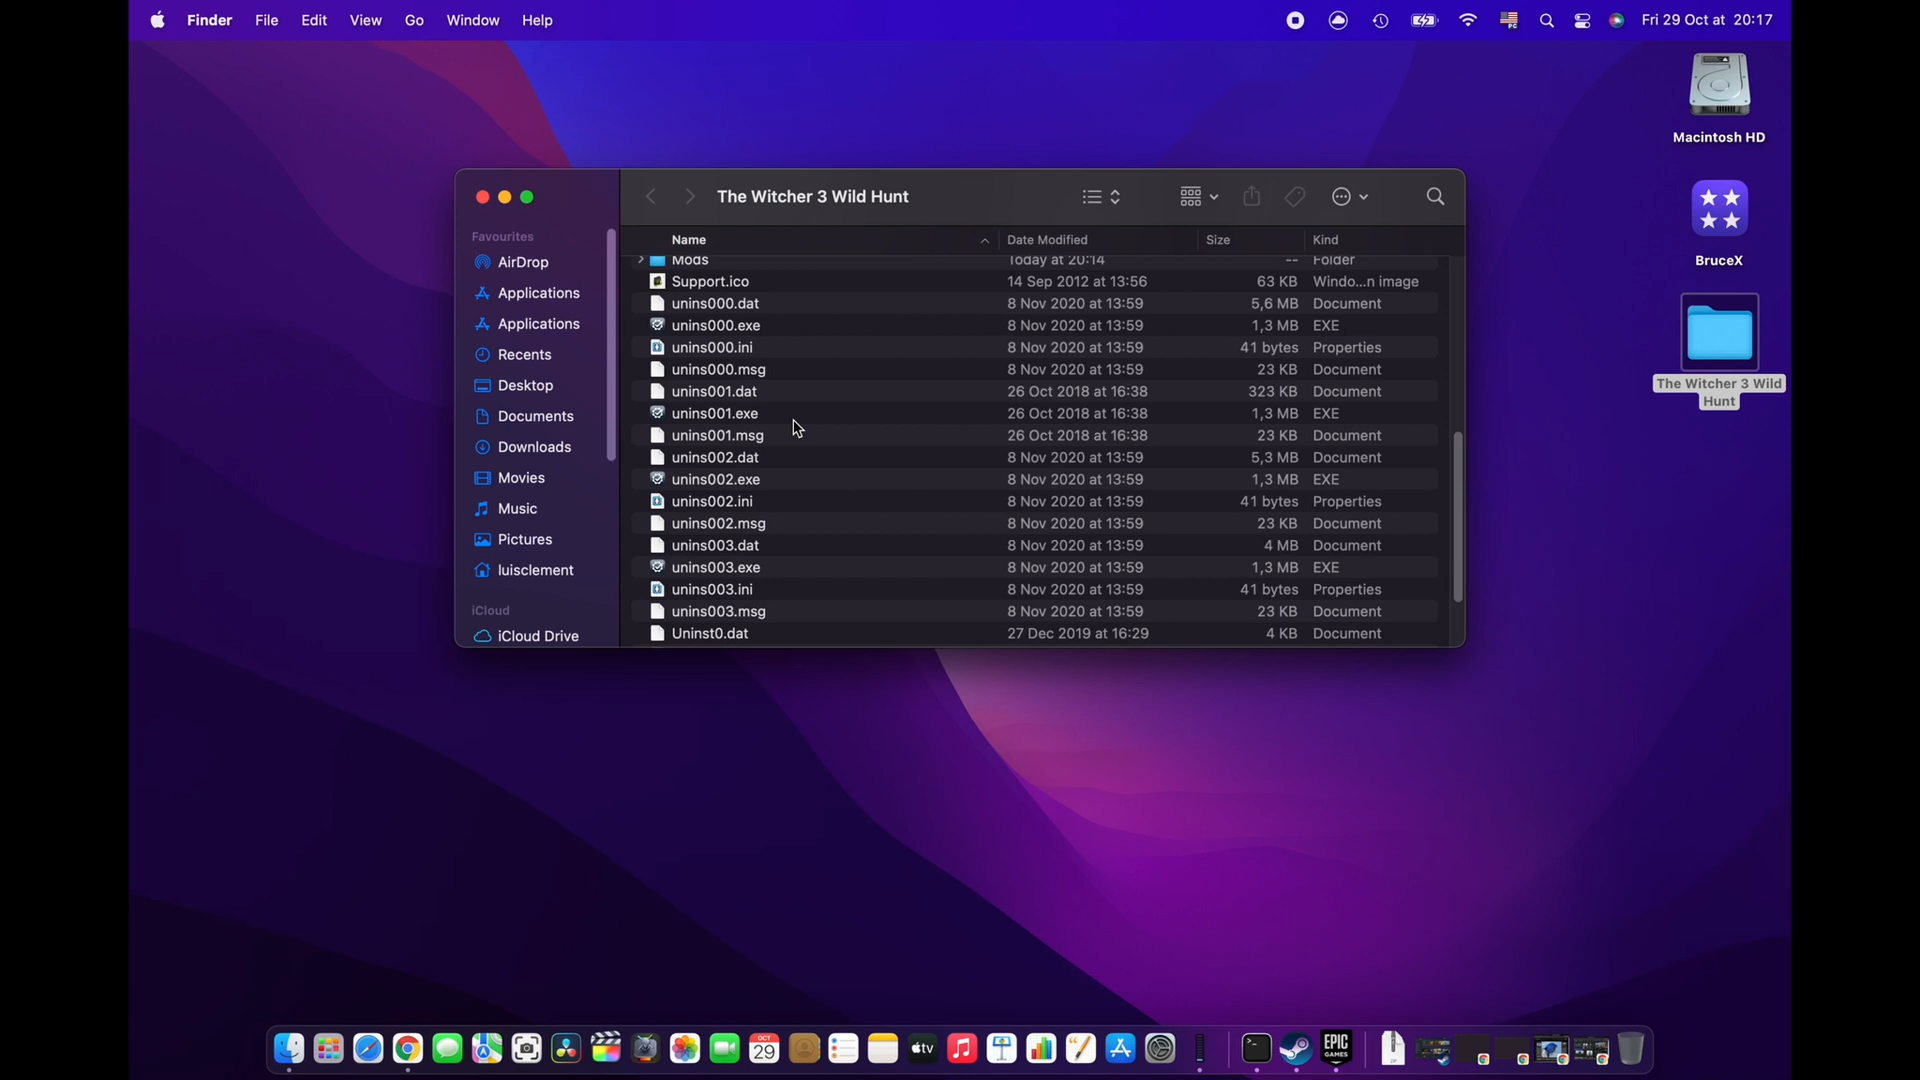 Finder File Edit View Go Window Help Fri 29 Oct at 20:17
Macintosh HD
BruceX
The Witcher 3 Wild
Hunt
The Witcher 3 Wild Hunt
Favourites
AirDrop
Applications
Applications
Recents
Desktop
Documents
Downloads
Movies
Music
Pictures
luisclement
iCloud
iCloud Drive
Name Date Modified Size Kind
Mods Today at 20:14 -- Folder
Support.ico 14 Sep 2012 at 13:56 63 KB Windo...n image
unins000.dat 8 Nov 2020 at 13:59 5,6 MB Document
unins000.exe 8 Nov 2020 at 13:59 1,3 MB EXE
unins000.ini 8 Nov 2020 at 13:59 41 bytes Properties
unins000.msg 8 Nov 2020 at 13:59 23 KB Document
unins001.dat 26 Oct 2018 at 16:38 323 KB Document
unins001.exe 26 Oct 2018 at 16:38 1,3 MB EXE
unins001.msg 26 Oct 2018 at 16:38 23 KB Document
unins002.dat 8 Nov 2020 at 13:59 5,3 MB Document
unins002.exe 8 Nov 2020 at 13:59 1,3 MB EXE
unins002.ini 8 Nov 2020 at 13:59 41 bytes Properties
unins002.msg 8 Nov 2020 at 13:59 23 KB Document
unins003.dat 8 Nov 2020 at 13:59 4 MB Document
unins003.exe 8 Nov 2020 at 13:59 1,3 MB EXE
unins003.ini 8 Nov 2020 at 13:59 41 bytes Properties
unins003.msg 8 Nov 2020 at 13:59 23 KB Document
Uninst0.dat 27 Dec 2019 at 16:29 4 KB Document
OCT
29
tv
EPIC
GAMES
ZIP